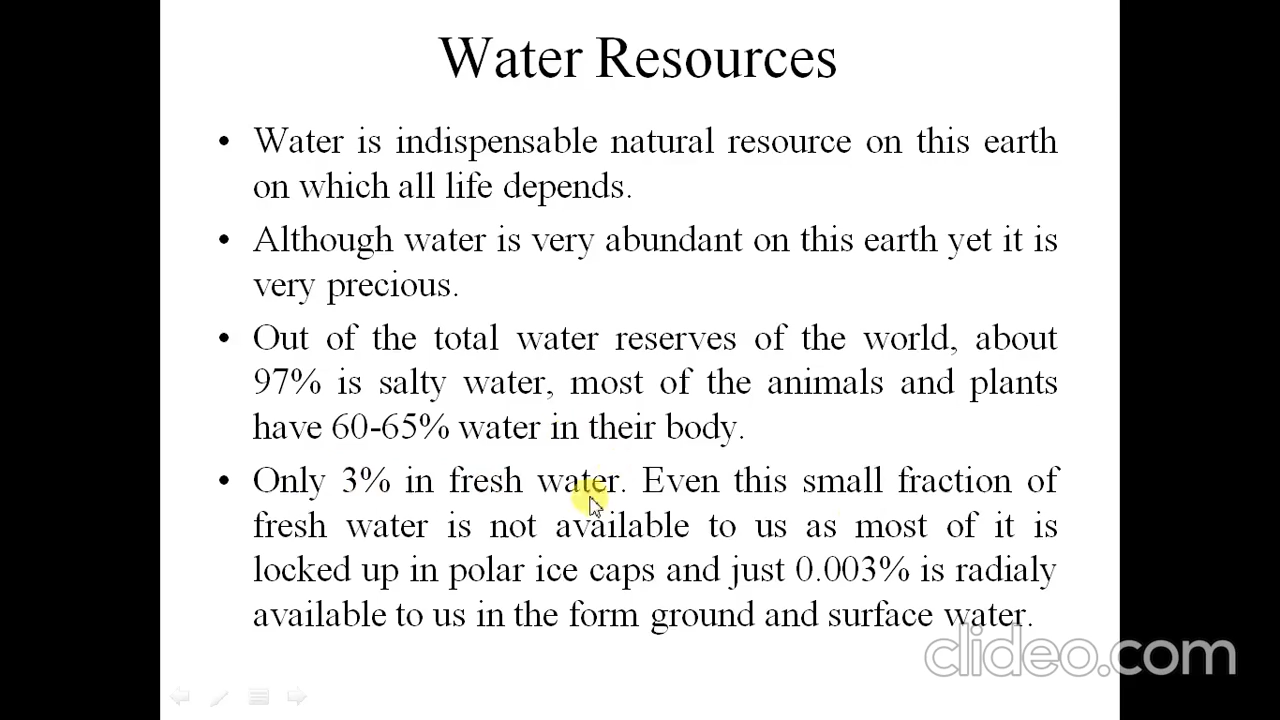 Water Resources
• Water is indispensable natural resource on this earth
on which all life depends.
• Although water is very abundant on this earth yet it is
very precious.
• Out of the total water reserves of the world, about
97% is salty water, most of the animals and plants
have 60-65% water in their body.
• Only 3% in fresh water. Even this small fraction of
fresh water is not available to us as most of it is
locked up in polar ice caps and just 0.003% is radialy
available to us in the form ground and surface water.
clideo.com